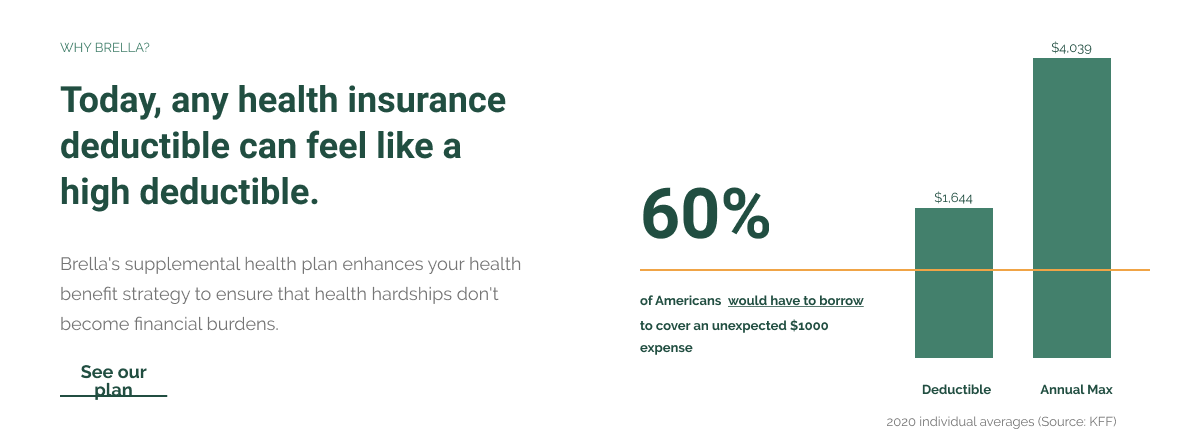 WHY BRELLA?
Today, any health insurance
deductible can feel like a
high deductible.
Brella's supplemental health plan enhances your health
benefit strategy to ensure that health hardships don't
become financial burdens.
See our
plan
60%
of Americans would have to borrow
to cover an unexpected $1000
expense
$1,644
$4,039
Deductible
Annual Max
2020 individual averages (Source: KFF)